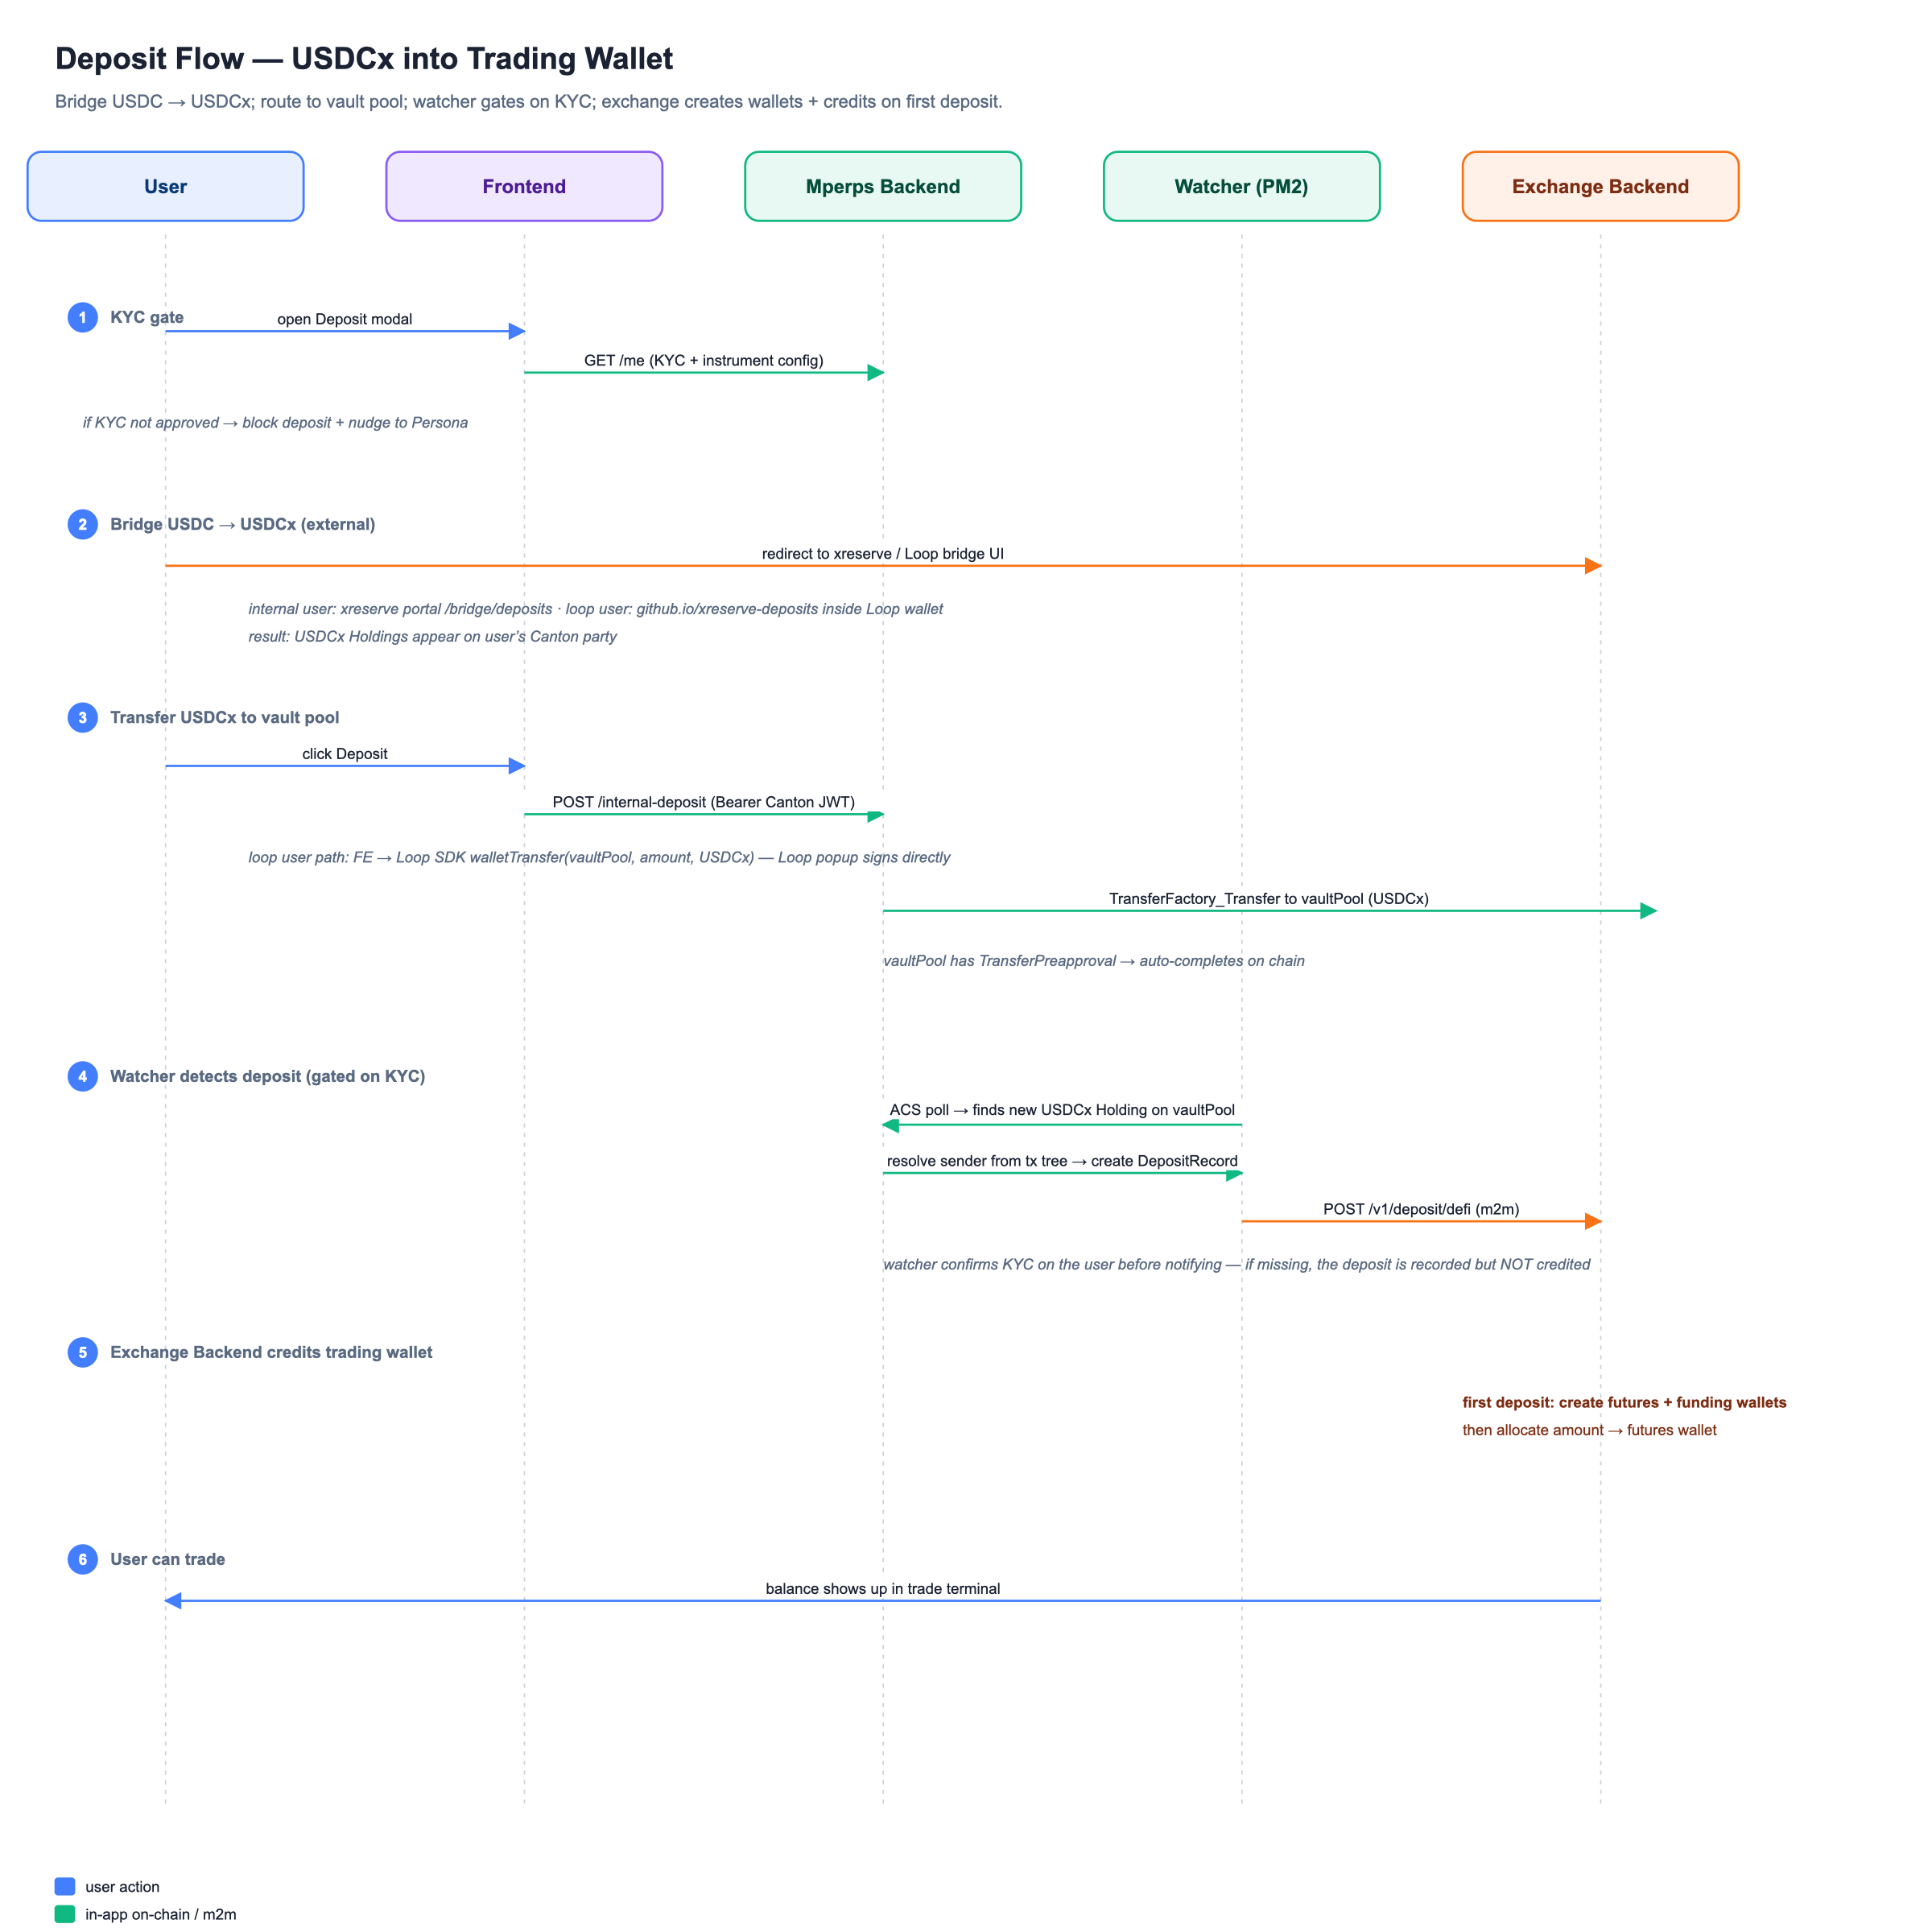 Deposit Flow — USDCx into Trading Wallet
Bridge USDC → USDCx; route to vault pool; watcher gates on KYC; exchange creates wallets + credits on first deposit.
User
Frontend
Mperps Backend
Watcher (PM2)
Exchange Backend
1
KYC gate
open Deposit modal
GET /me (KYC + instrument config)
if KYC not approved → block deposit + nudge to Persona
2
Bridge USDC → USDCx (external)
redirect to xreserve / Loop bridge UI
internal user: xreserve portal /bridge/deposits · loop user: github.io/xreserve-deposits inside Loop wallet
result: USDCx Holdings appear on user’s Canton party
3
Transfer USDCx to vault pool
click Deposit
POST /internal-deposit (Bearer Canton JWT)
loop user path: FE → Loop SDK walletTransfer(vaultPool, amount, USDCx) — Loop popup signs directly
TransferFactory_Transfer to vaultPool (USDCx)
vaultPool has TransferPreapproval → auto-completes on chain
4
Watcher detects deposit (gated on KYC)
ACS poll → finds new USDCx Holding on vaultPool
resolve sender from tx tree → create DepositRecord
POST /v1/deposit/defi (m2m)
watcher confirms KYC on the user before notifying — if missing, the deposit is recorded but NOT credited
5
Exchange Backend credits trading wallet
first deposit: create futures + funding wallets
then allocate amount → futures wallet
6
User can trade
balance shows up in trade terminal
user action
in-app on-chain / m2m